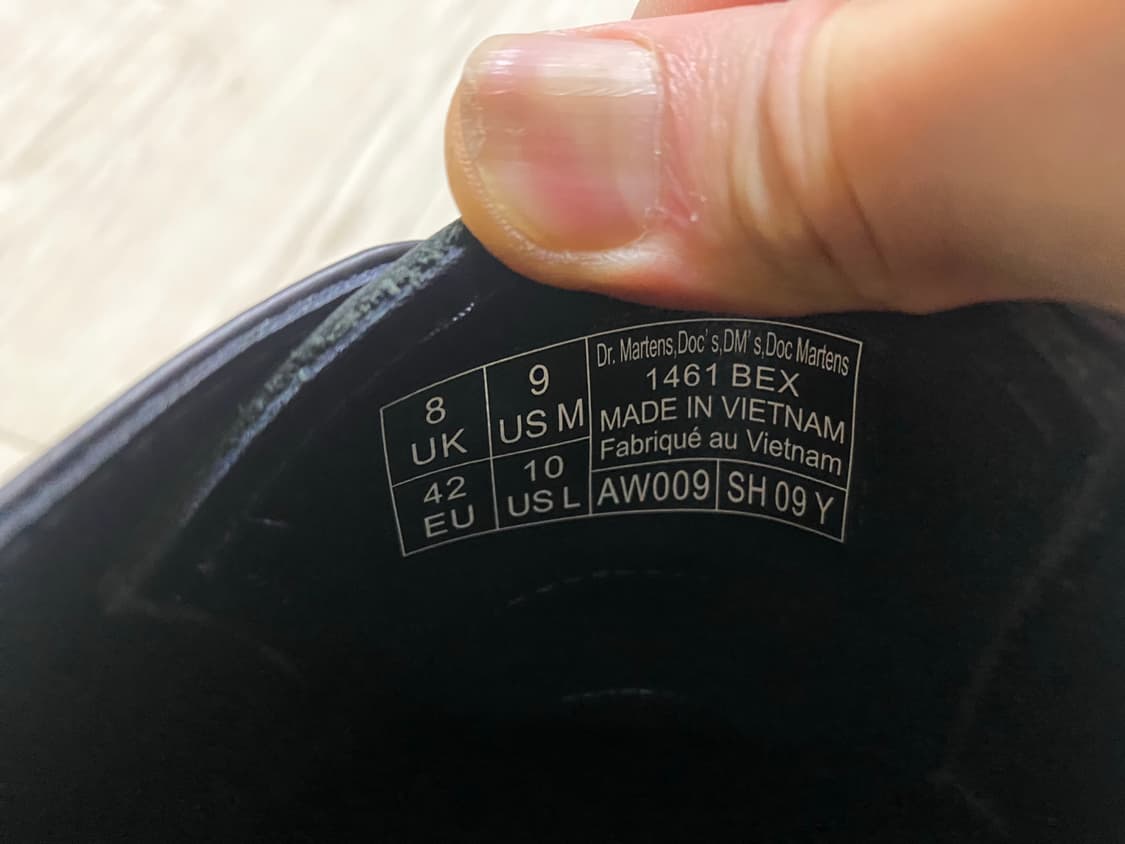 8
UK
9
US M
42
EU
10
US L
Dr. Martens,Doc's,DM's,Doc Martens
1461 BEX
MADE IN VIETNAM
Fabriqué au Vietnam
AW009
SH 09 Y